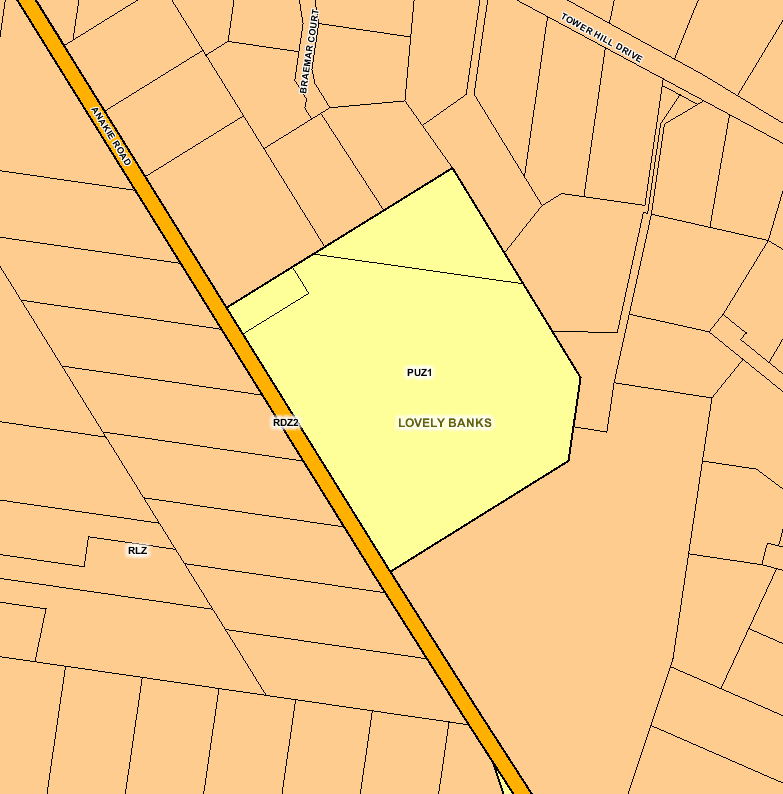 BRAEMAR COURT
TOWER HILL DRIVE
ANAKIE ROAD
PUZ1
RDZ2
LOVELY BANKS
RLZ